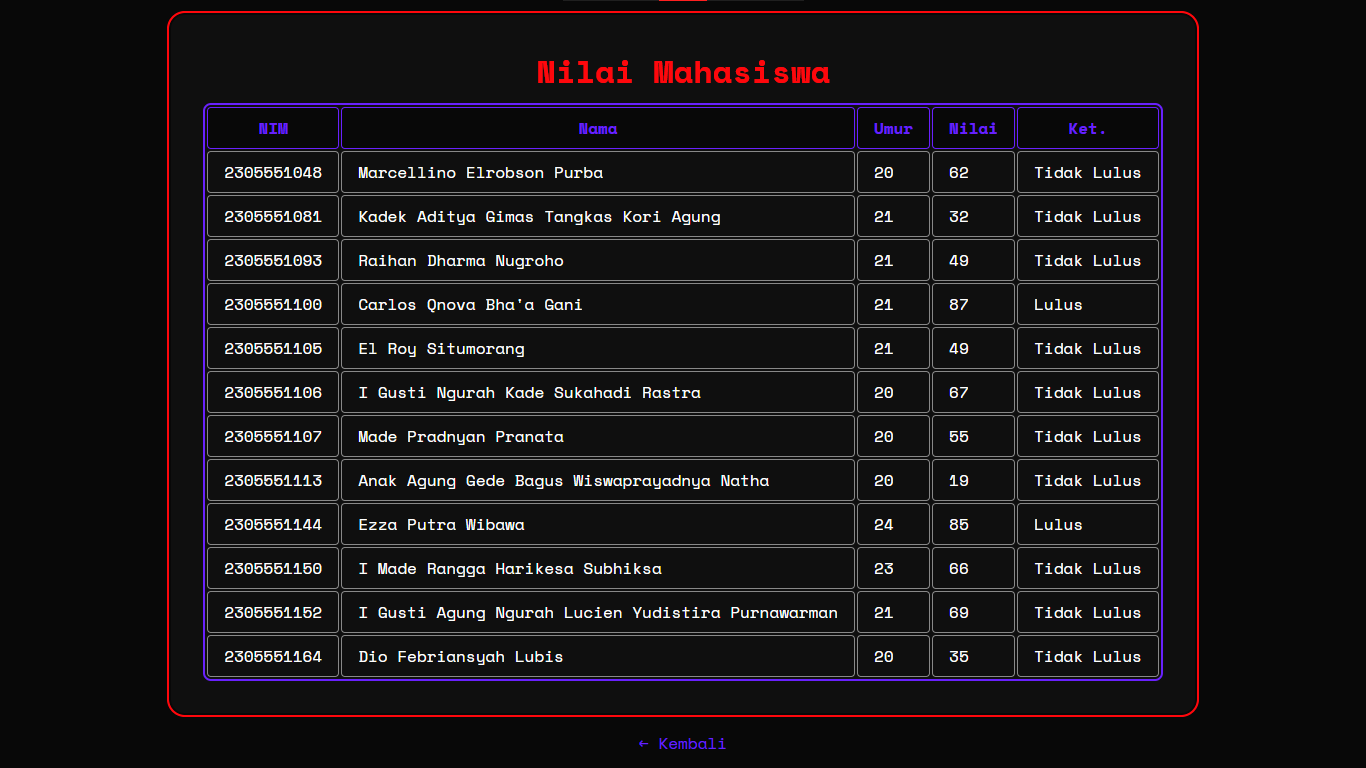 Nilai Mahasiswa
NIM Nama Umur Nilai Ket.
2305551048 Marcellino Elrobson Purba 20 62 Tidak Lulus
2305551081 Kadek Aditya Gimas Tangkas Kori Agung 21 32 Tidak Lulus
2305551093 Raihan Dharma Nugroho 21 49 Tidak Lulus
2305551100 Carlos Qnova Bha'a Gani 21 87 Lulus
2305551105 El Roy Situmorang 21 49 Tidak Lulus
2305551106 I Gusti Ngurah Kade Sukahadi Rastra 20 67 Tidak Lulus
2305551107 Made Pradnyan Pranata 20 55 Tidak Lulus
2305551113 Anak Agung Gede Bagus Wiswaprayadnya Natha 20 19 Tidak Lulus
2305551144 Ezza Putra Wibawa 24 85 Lulus
2305551150 I Made Rangga Harikesa Subhiksa 23 66 Tidak Lulus
2305551152 I Gusti Agung Ngurah Lucien Yudistira Purnawarman 21 69 Tidak Lulus
2305551164 Dio Febriansyah Lubis 20 35 Tidak Lulus
← Kembali